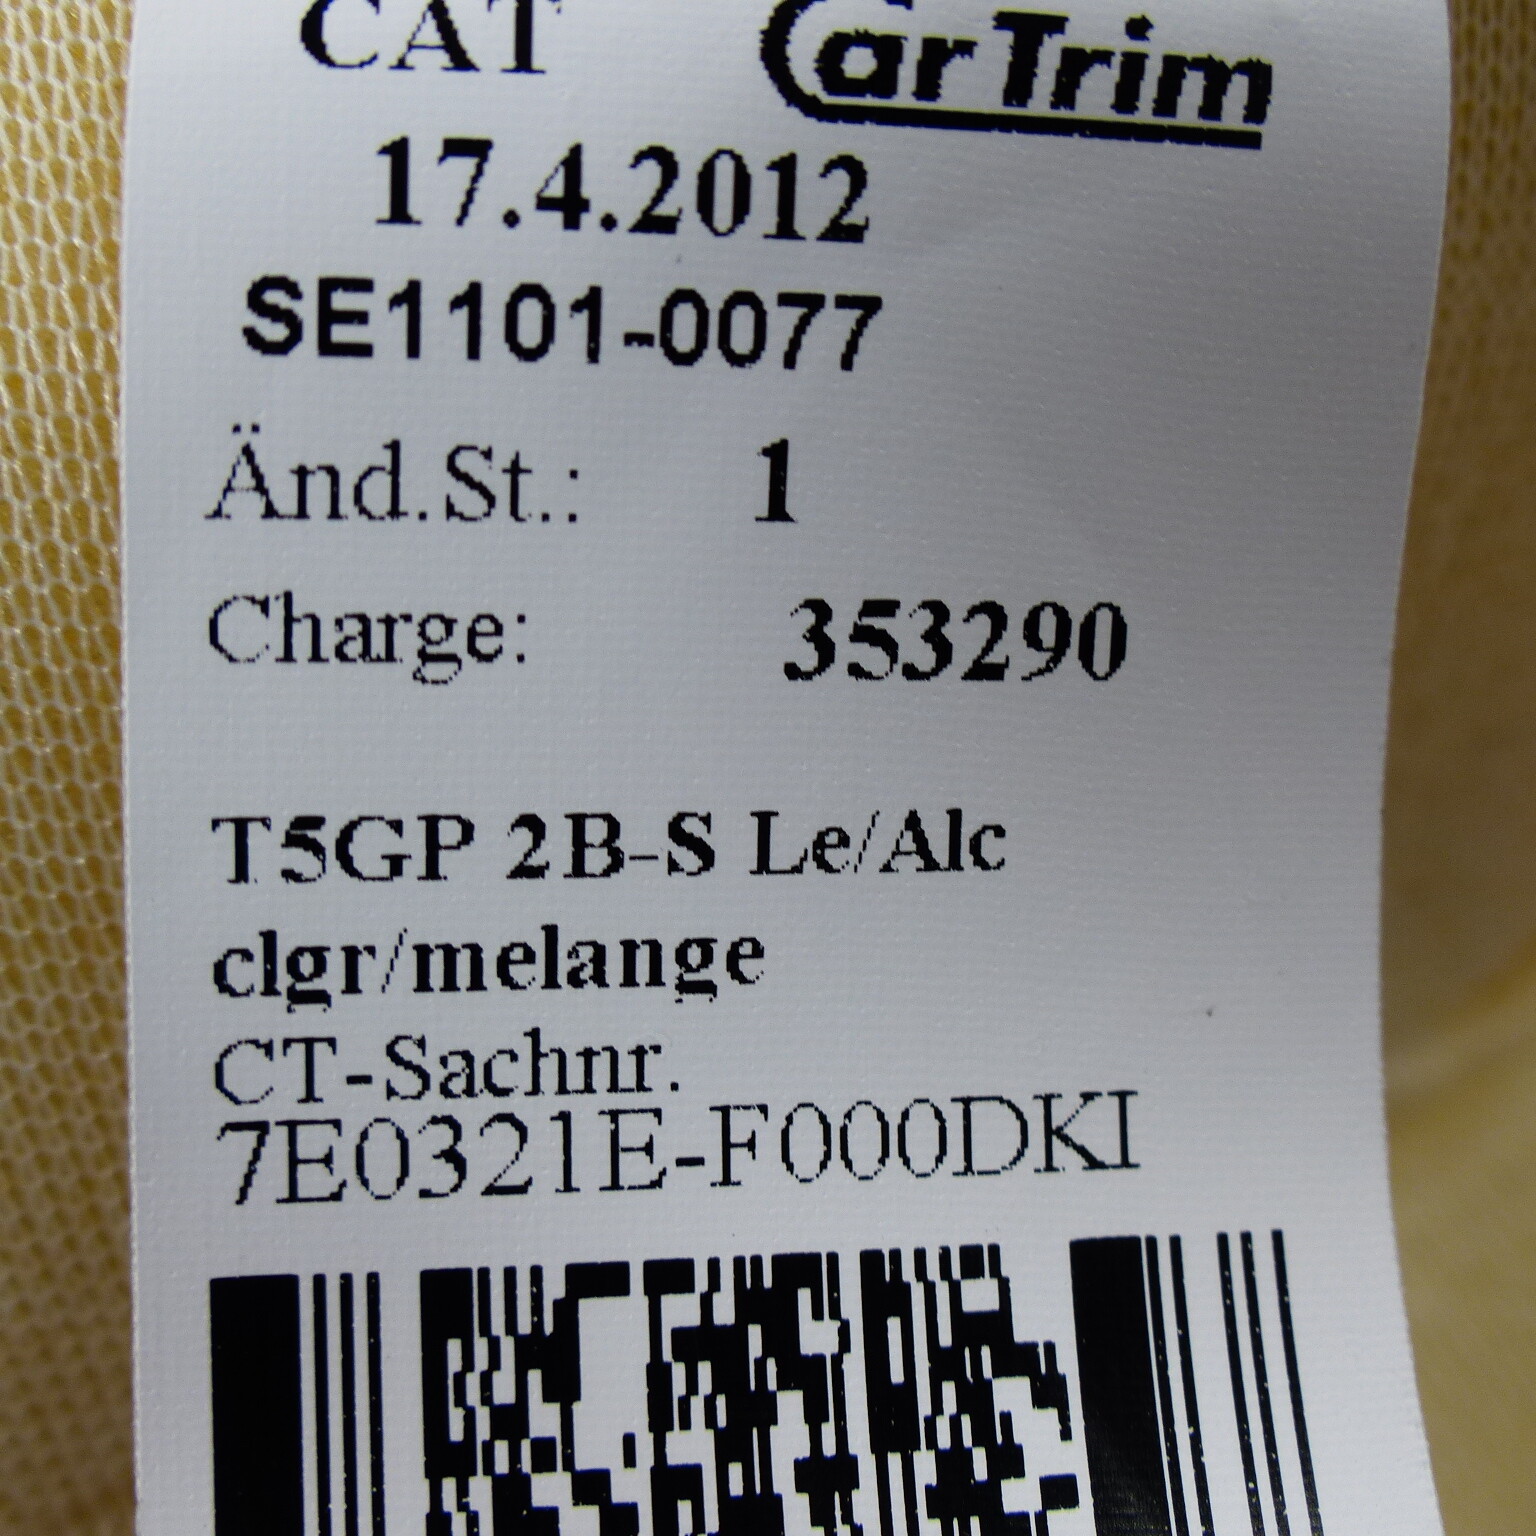 CAT CarTrim
17.4.2012
SE1101-0077
Änd.St.: 1
Charge: 353290
T5GP 2B-S Le/Alc
clgr/melange
CT-Sachnr.
7E0321E-F000DKI